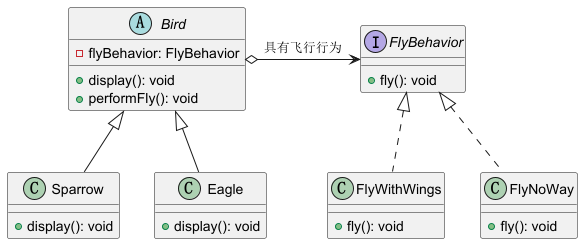 A Bird
flyBehavior: FlyBehavior
display(): void
performFly(): void
具有飞行行为
I FlyBehavior
fly(): void
C Sparrow
display(): void
C Eagle
display(): void
C FlyWithWings
fly(): void
C FlyNoWay
fly(): void